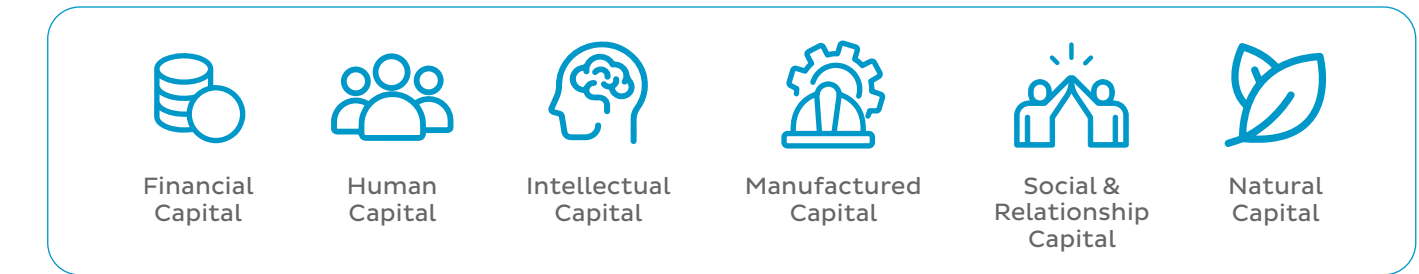 Financial
Capital
Human
Capital
Intellectual
Capital
Manufactured
Capital
Social &
Relationship
Capital
Natural
Capital